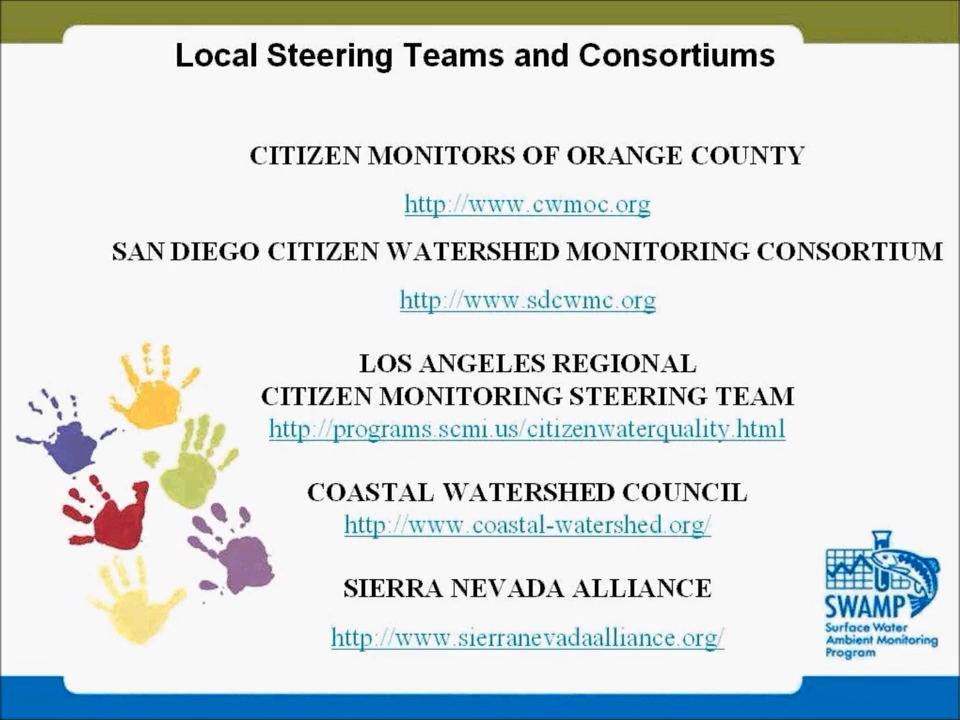 Local Steering Teams and Consortiums
CITIZEN MONITORS OF ORANGE COUNTY
http://www.cwmoc.org
SAN DIEGO CITIZEN WATERSHED MONITORING CONSORTIUM
http://www.sdcwmc.org
LOS ANGELES REGIONAL
CITIZEN MONITORING STEERING TEAM
http://programs.scmi.us/citizenwaterquality.html
COASTAL WATERSHED COUNCIL
http://www.coastal-watershed.org/
SIERRA NEVADA ALLIANCE
http://www.sierranevadaalliance.org/
SWAMP
Surface Water
Ambient Monitoring
Program